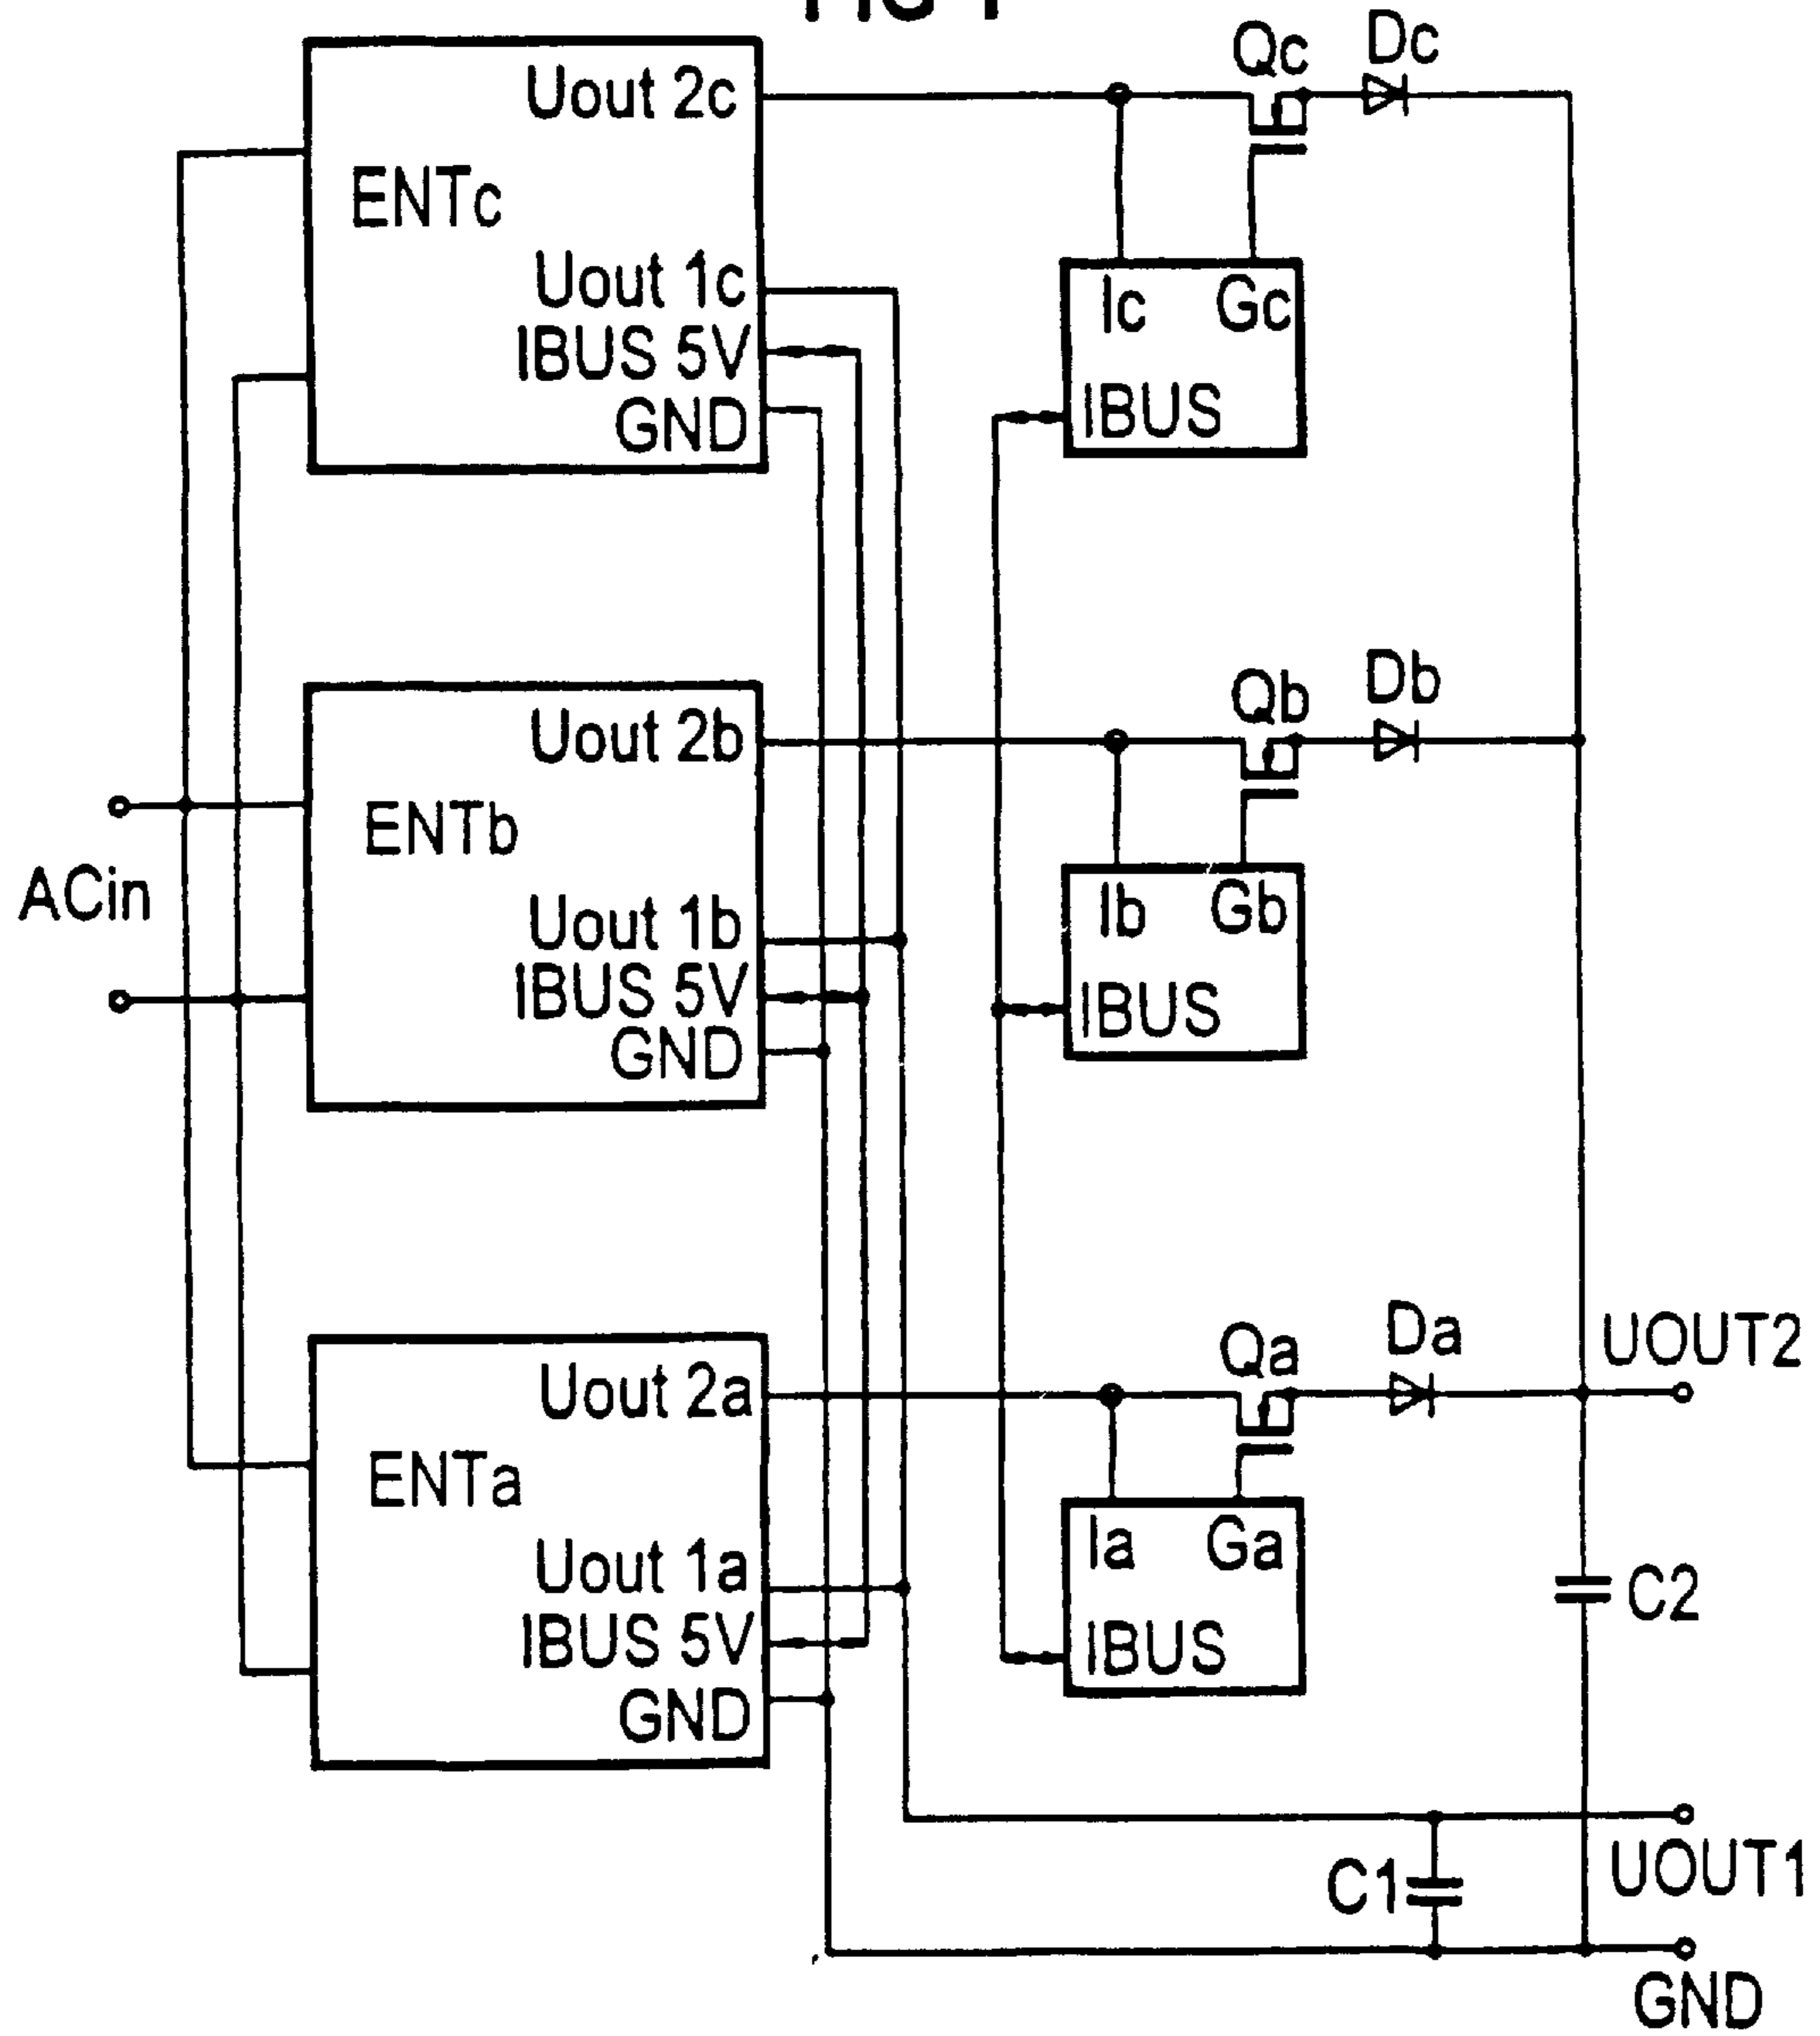 Qc Dc
Uout 2c
ENTc
Uout 1c
IBUS 5V
GND
Ic Gc
IBUS
Qb Db
Uout 2b
ENTb
ACin
Uout 1b
IBUS 5V
GND
Ib Gb
IBUS
Qa Da
UOUT2
Uout 2a
ENTa
Uout 1a
IBUS 5V
GND
Ia Ga
IBUS
C2
UOUT1
C1
GND